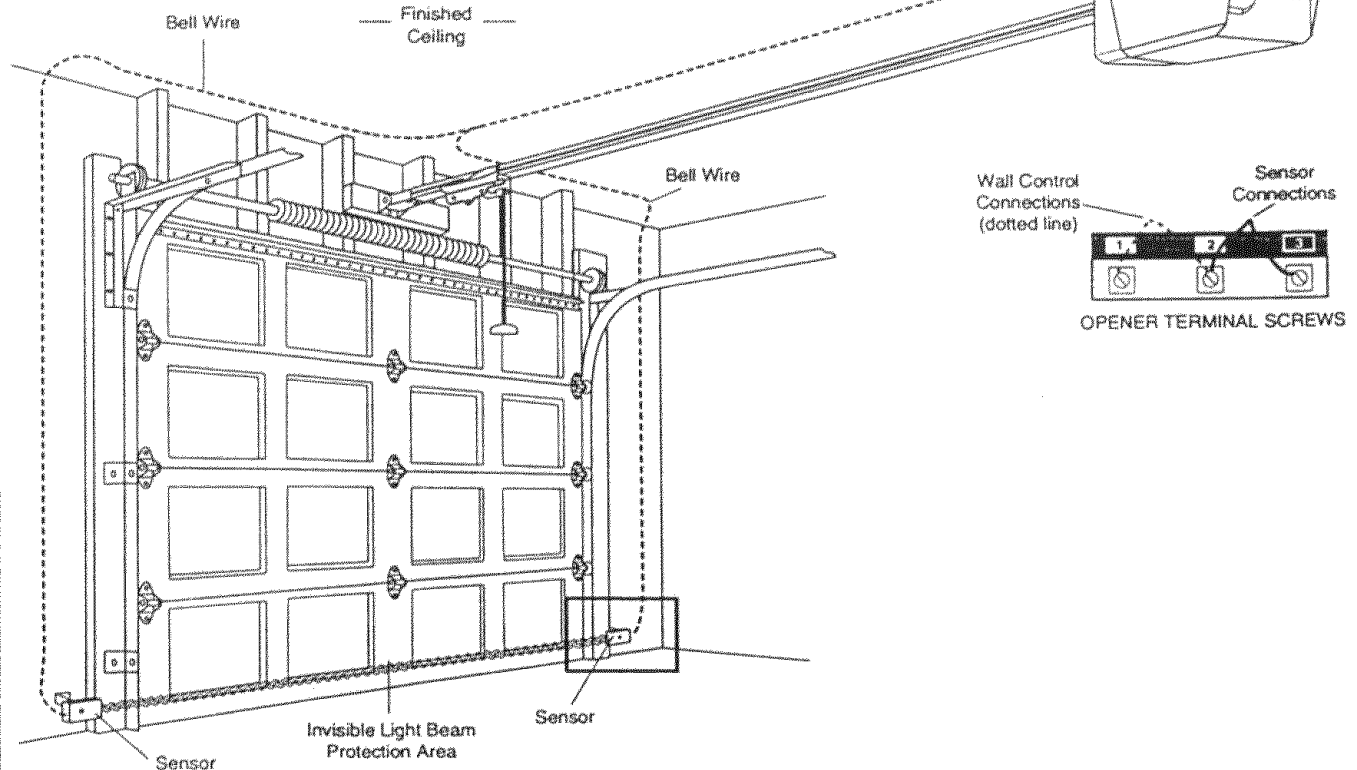 Bell Wire
Finished
Ceiling
Bell Wire
Wall Control
Connections
(dotted line)
Sensor
Connections
1
2
3
OPENER TERMINAL SCREWS
Sensor
Invisible Light Beam
Protection Area
Sensor